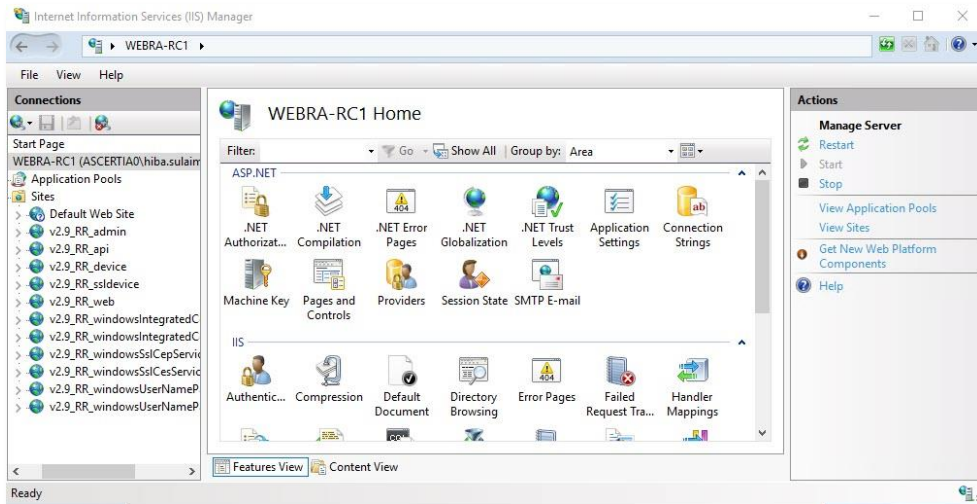 Internet Information Services (IIS) Manager
WEBRA-RC1
File View Help
Connections
Start Page
WEBRA-RC1 (ASCERTIA0\hiba.sulaim
Application Pools
Sites
Default Web Site
v2.9_RR_admin
v2.9_RR_api
v2.9_RR_device
v2.9_RR_ssldevice
v2.9_RR_web
v2.9_RR_windowsIntegratedC
v2.9_RR_windowsIntegratedC
v2.9_RR_windowsSslCepServic
v2.9_RR_windowsSslCesServic
v2.9_RR_windowsUserNameP
v2.9_RR_windowsUserNameP
WEBRA-RC1 Home
Filter: Go Show All Group by: Area
ASP.NET
.NET Authorizat...
.NET Compilation
.NET Error Pages
.NET Globalization
.NET Trust Levels
Application Settings
Connection Strings
Machine Key
Pages and Controls
Providers
Session State
SMTP E-mail
IIS
Authentic...
Compression
Default Document
Directory Browsing
Error Pages
Failed Request Tra...
Handler Mappings
Features View Content View
Actions
Manage Server
Restart
Start
Stop
View Application Pools
View Sites
Get New Web Platform
Components
Help
Ready